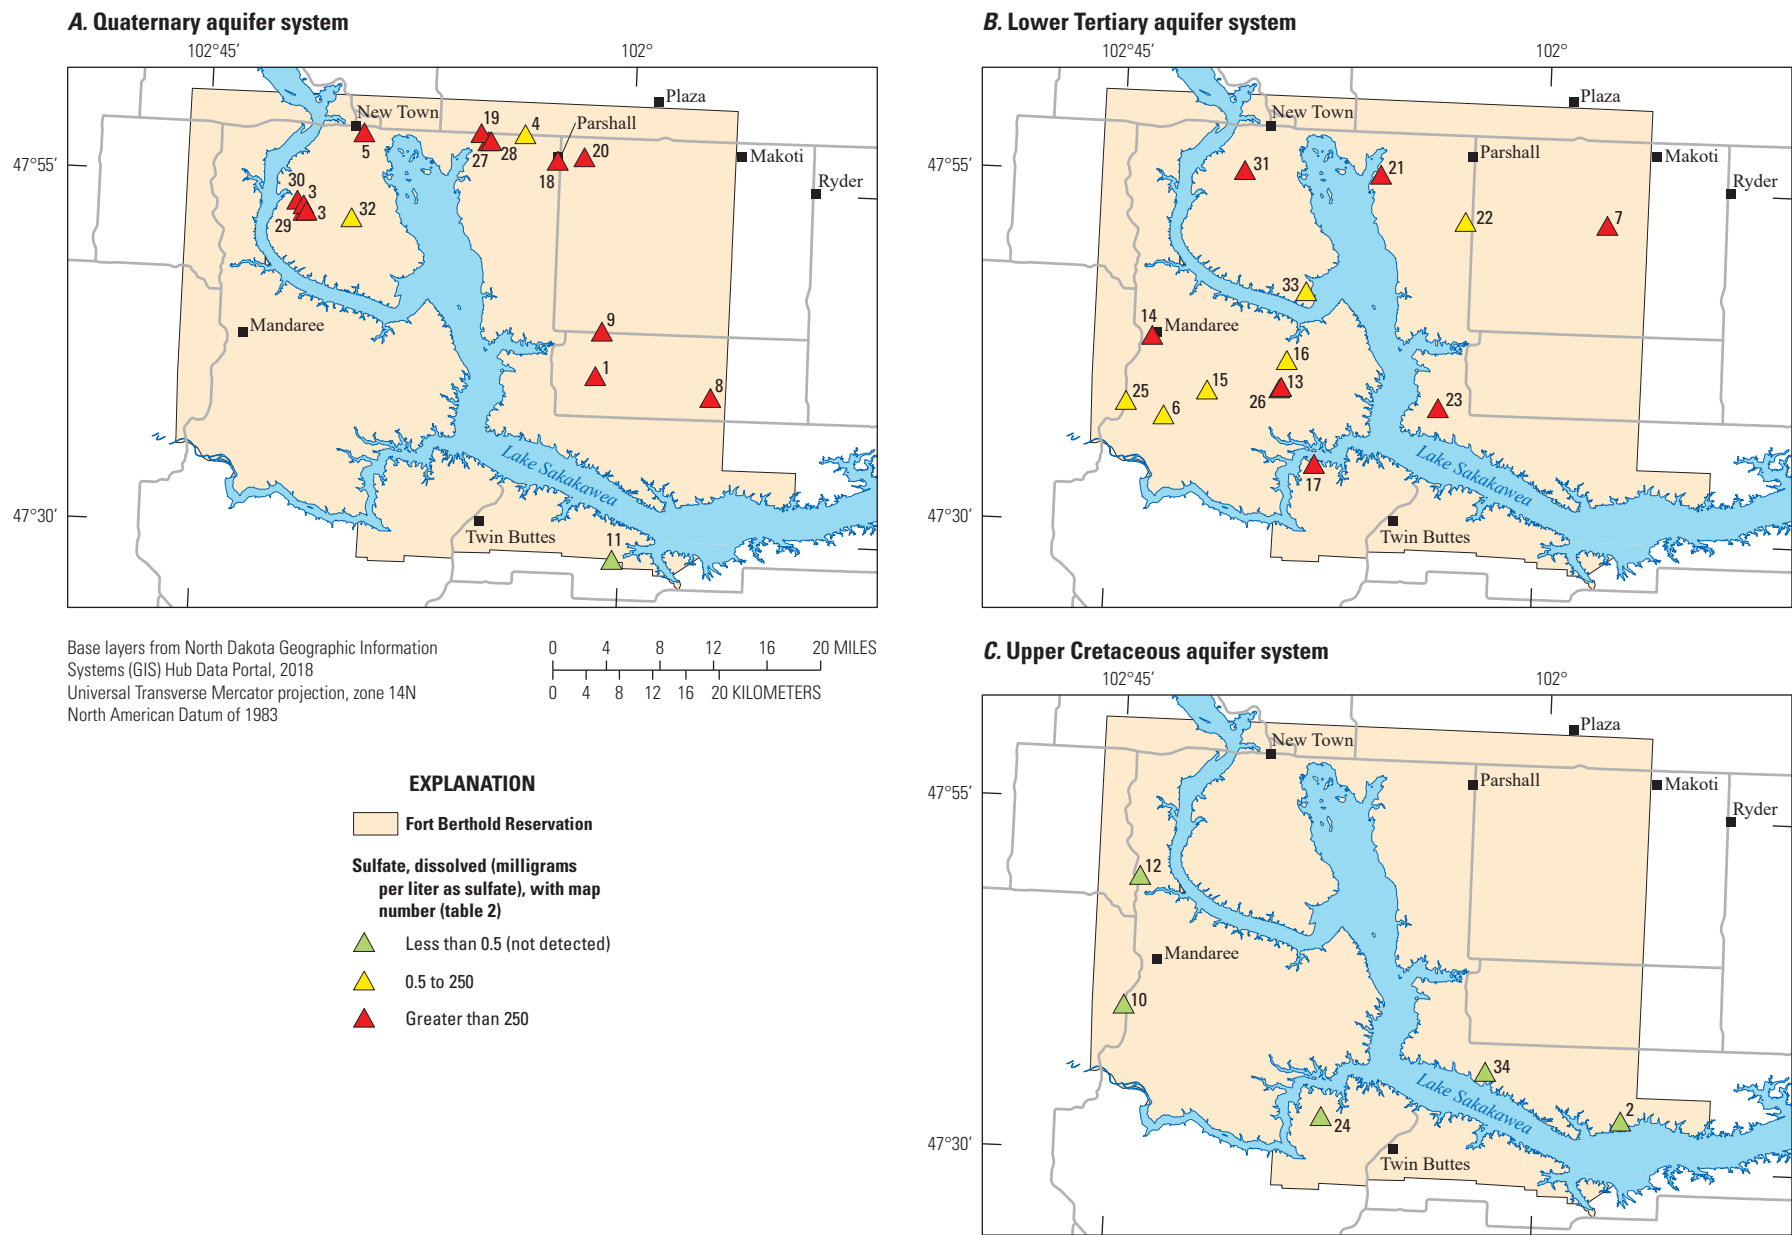 A. Quaternary aquifer system
102°45′
102°
Plaza
New Town
19
4
Parshall
5
27
28
20
47°55′
18
Makoti
Ryder
30
3
29
3
32
Mandaree
9
1
8
Lake Sakakawea
47°30′
Twin Buttes
11
B. Lower Tertiary aquifer system
102°45′
102°
Plaza
New Town
Parshall
Makoti
47°55′
31
21
Ryder
22
7
33
14
Mandaree
16
15
13
25
6
26
23
Lake Sakakawea
17
47°30′
Twin Buttes
Base layers from North Dakota Geographic Information
Systems (GIS) Hub Data Portal, 2018
Universal Transverse Mercator projection, zone 14N
North American Datum of 1983
0 4 8 12 16 20 MILES
0 4 8 12 16 20 KILOMETERS
EXPLANATION
Fort Berthold Reservation
Sulfate, dissolved (milligrams
per liter as sulfate), with map
number (table 2)
Less than 0.5 (not detected)
0.5 to 250
Greater than 250
C. Upper Cretaceous aquifer system
102°45′
102°
Plaza
New Town
Parshall
Makoti
47°55′
Ryder
12
Mandaree
10
34
Lake Sakakawea
2
24
47°30′
Twin Buttes